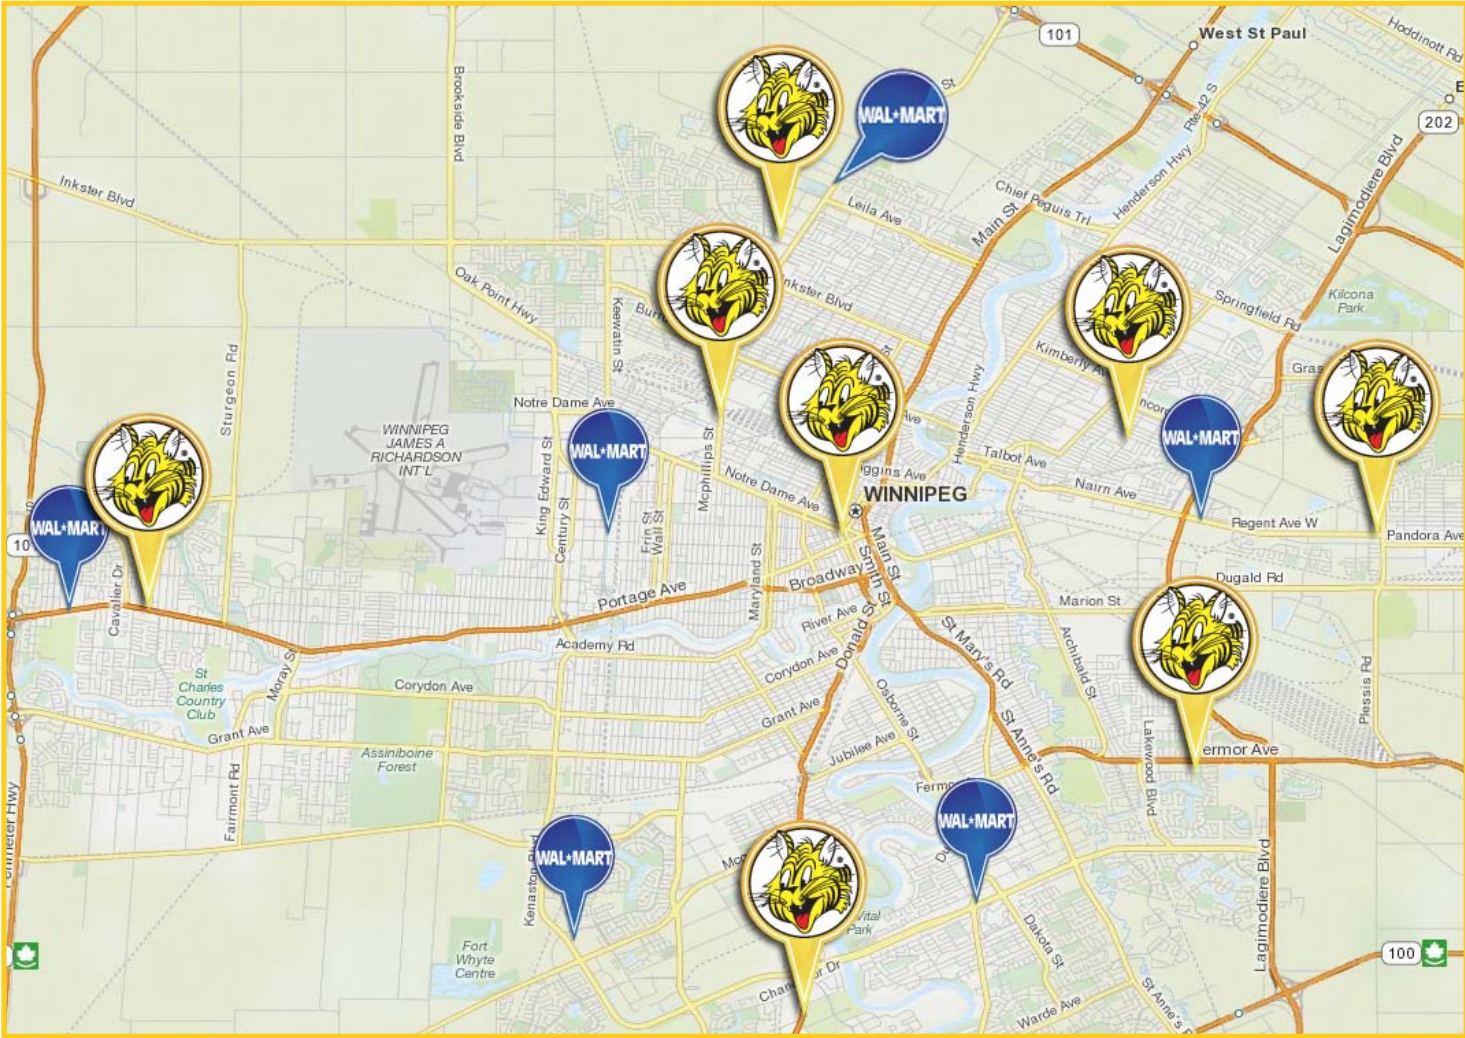 101
West St Paul
Hoddinott Rd
202
Rte-42 S
Brookside Blvd
WAL★MART
St
Inkster Blvd
Leila Ave
Chief Peguis Trl
Henderson Hwy
Lagimodiere Blvd
Main St
Oak Point Hwy
Keewatin St
Inkster Blvd
Springfield Rd
Kilcona
Park
Sturgeon Rd
Kimberly
Notre Dame Ave
WINNIPEG
JAMES A
RICHARDSON
INT'L
WAL★MART
King Edward St
Century St
Mcphillips St
Notre Dame Ave
Ave
Henderson Hwy
Talbot Ave
Nairn Ave
WAL★MART
WINNIPEG
Regent Ave W
Pandora Ave
WAL★MART
Erin St
Wall St
Cavalier Dr
Maryland St
Portage Ave
Broadway
Main St
Smith St
Dugald Rd
Marion St
Academy Rd
River Ave
Donald St
St Mary's Rd
Archibald St
St
Charles
Country
Club
Moray St
Corydon Ave
Corydon Ave
Grant Ave
Grant Ave
Osborne St
St Anne's Rd
Plessis Rd
Assiniboine
Forest
Jubilee Ave
Lakewood Blvd
ermor Ave
Fairmont Rd
Perimeter Hwy
WAL★MART
WAL★MART
Lagimodiere Blvd
Vital
Park
Dakota St
Fort
Whyte
Centre
100
Warde Ave
St Anne's